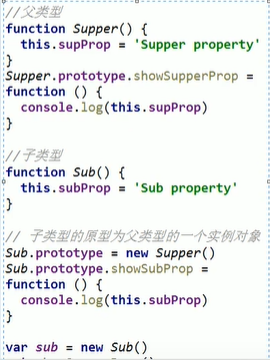 //父类型
function Supper() {
  this.supProp = 'Supper property'
}
Supper.prototype.showSupperProp =
function () {
  console.log(this.supProp)
}

//子类型
function Sub() {
  this.subProp = 'Sub property'
}

// 子类型的原型为父类型的一个实例对象
Sub.prototype = new Supper()
Sub.prototype.showSubProp =
function () {
  console.log(this.subProp)
}

var sub = new Sub()